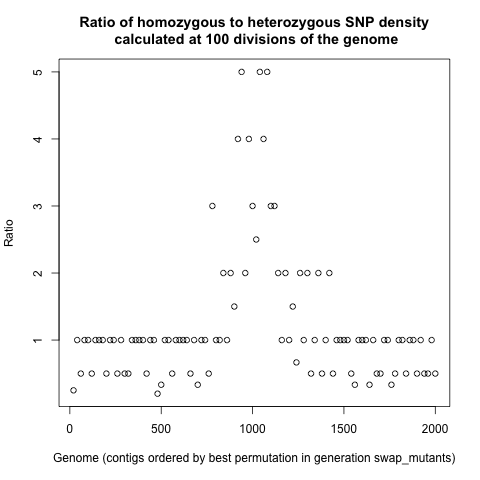 Ratio of homozygous to heterozygous SNP density
calculated at 100 divisions of the genome
Ratio
5
4
3
2
1
0
500
1000
1500
2000
Genome (contigs ordered by best permutation in generation swap_mutants)